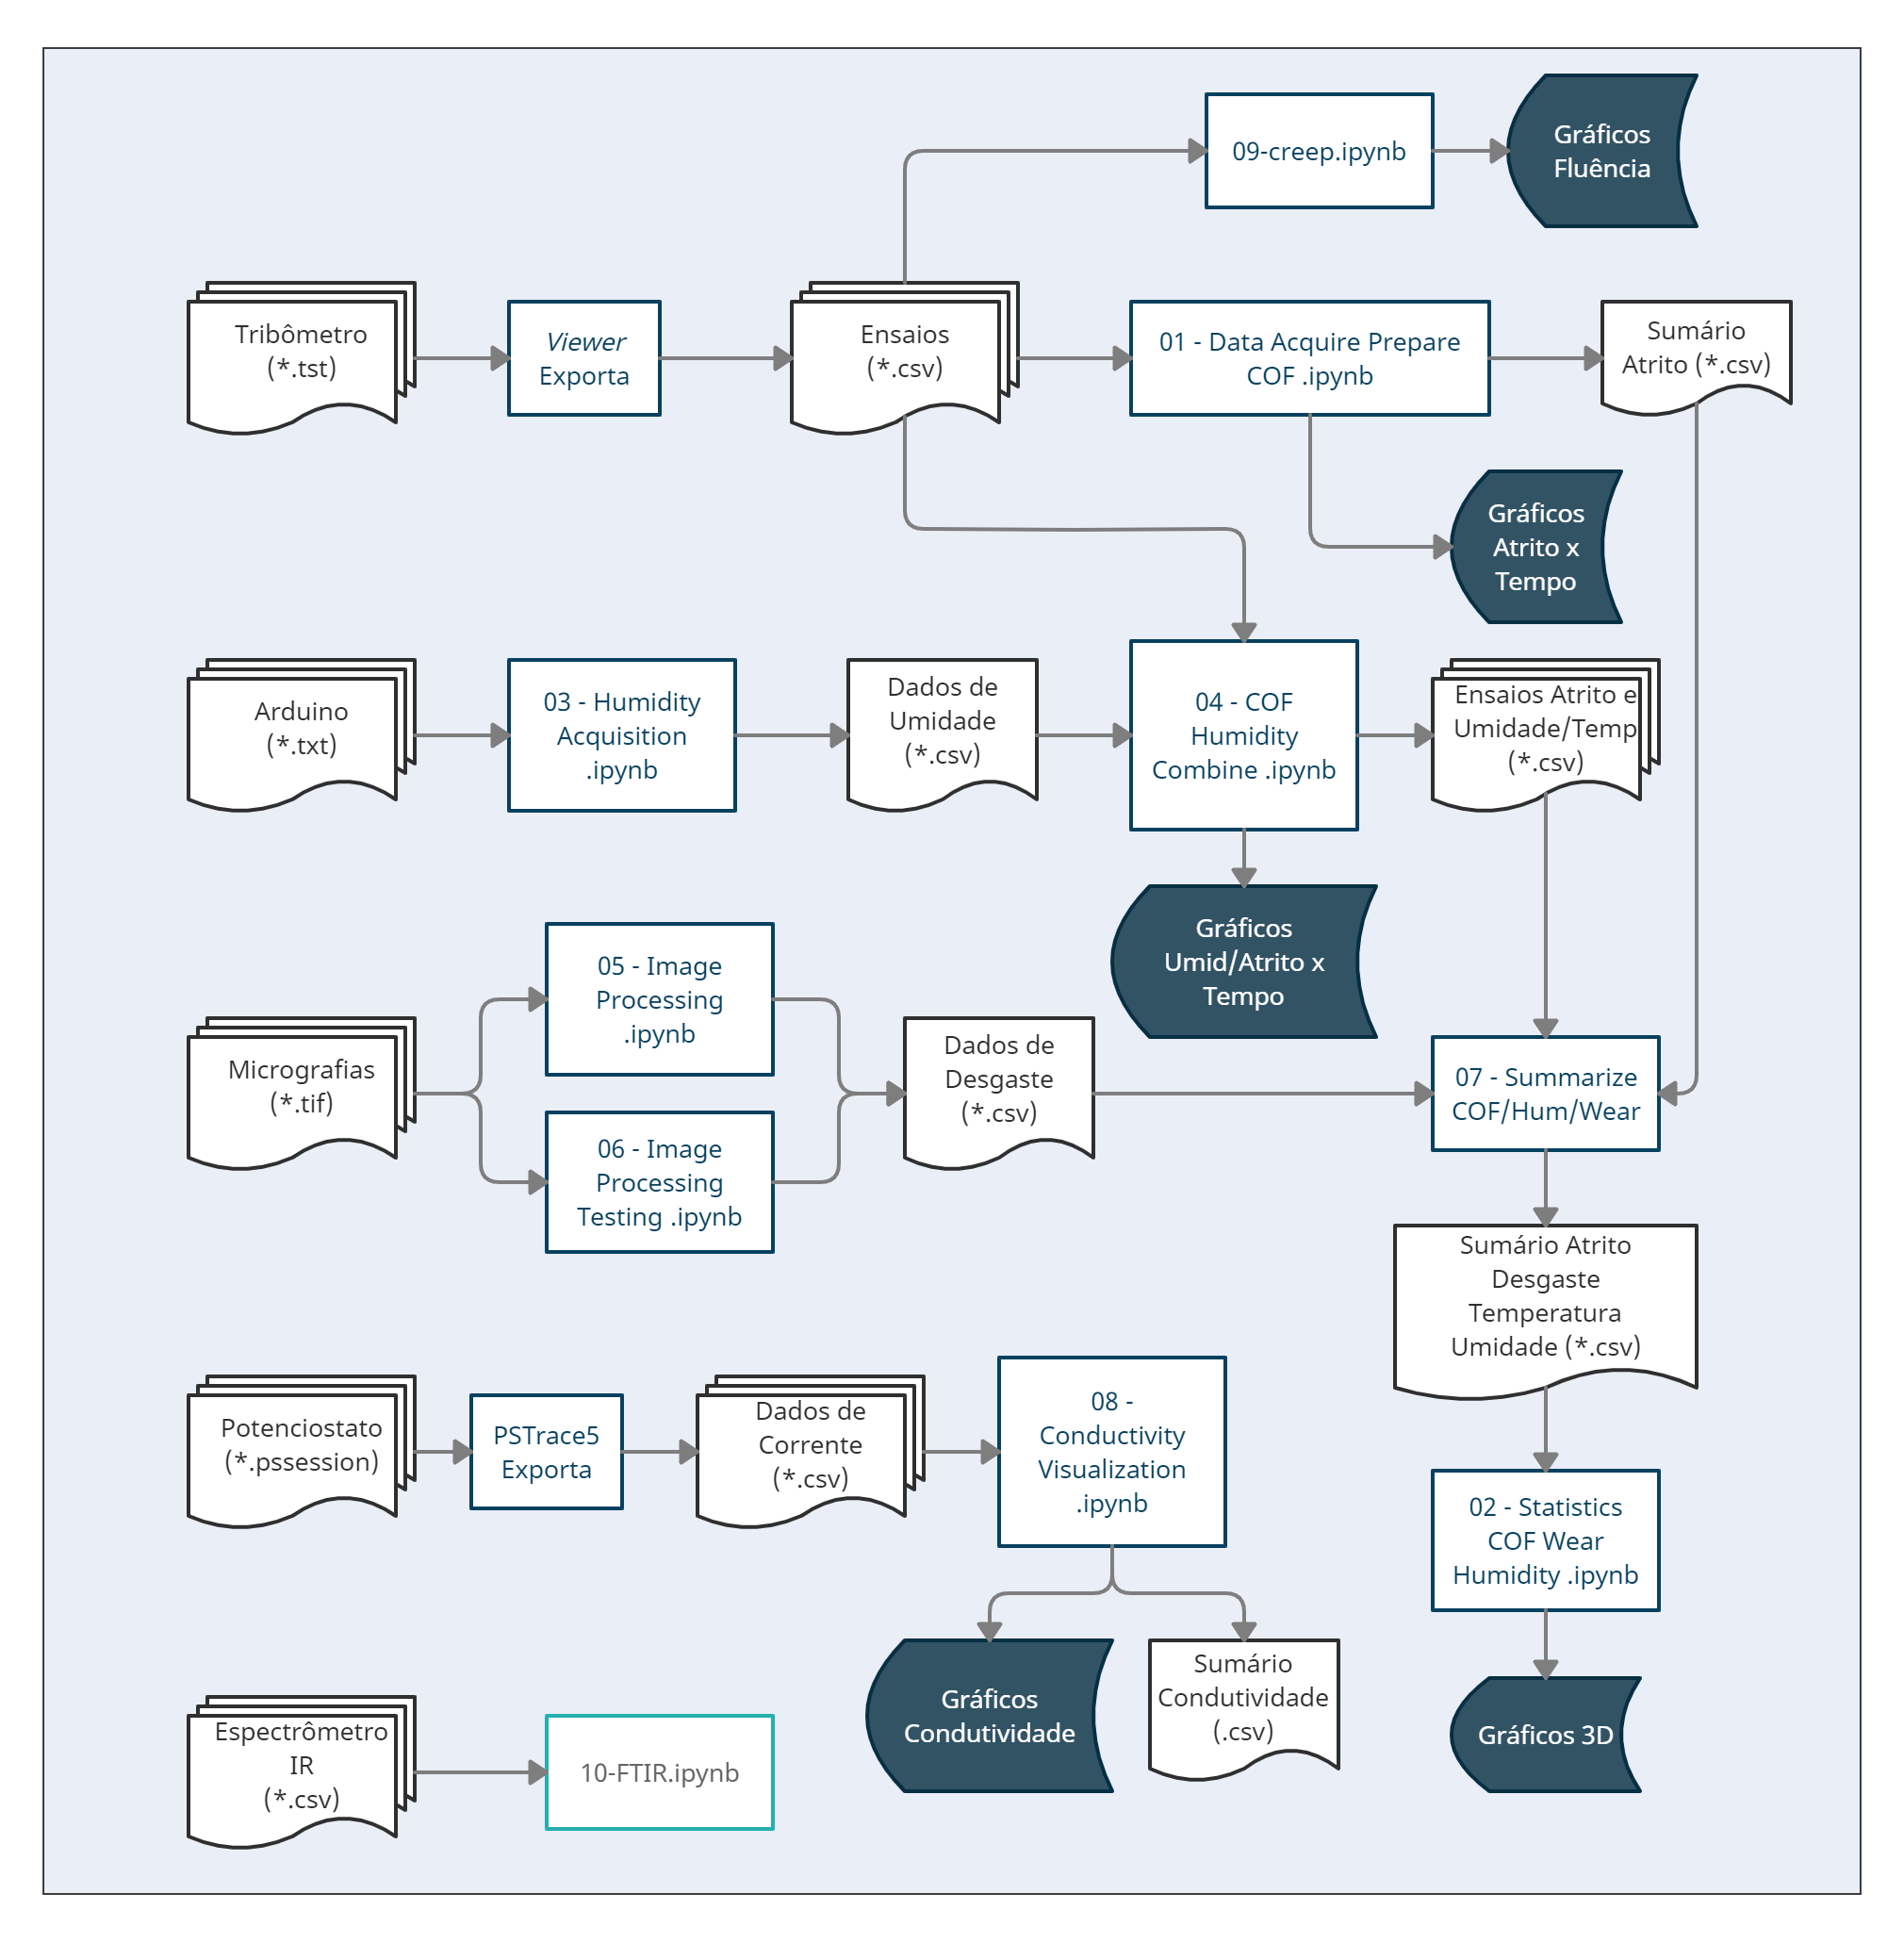 09-creep.ipynb
Gráficos
Fluência
Tribômetro
(*.tst)
Viewer
Exporta
Ensaios
(*.csv)
01 - Data Acquire Prepare
COF .ipynb
Sumário
Atrito (*.csv)
Gráficos
Atrito x
Tempo
Arduino
(*.txt)
03 - Humidity
Acquisition
.ipynb
Dados de
Umidade
(*.csv)
04 - COF
Humidity
Combine .ipynb
Ensaios Atrito e
Umidade/Temp
(*.csv)
Gráficos
Umid/Atrito x
Tempo
Micrografias
(*.tif)
05 - Image
Processing
.ipynb
06 - Image
Processing
Testing .ipynb
Dados de
Desgaste
(*.csv)
07 - Summarize
COF/Hum/Wear
Sumário Atrito
Desgaste
Temperatura
Umidade (*.csv)
Potenciostato
(*.pssession)
PSTrace5
Exporta
Dados de
Corrente
(*.csv)
08 -
Conductivity
Visualization
.ipynb
02 - Statistics
COF Wear
Humidity .ipynb
Gráficos
Condutividade
Sumário
Condutividade
(.csv)
Gráficos 3D
Espectrômetro
IR
(*.csv)
10-FTIR.ipynb